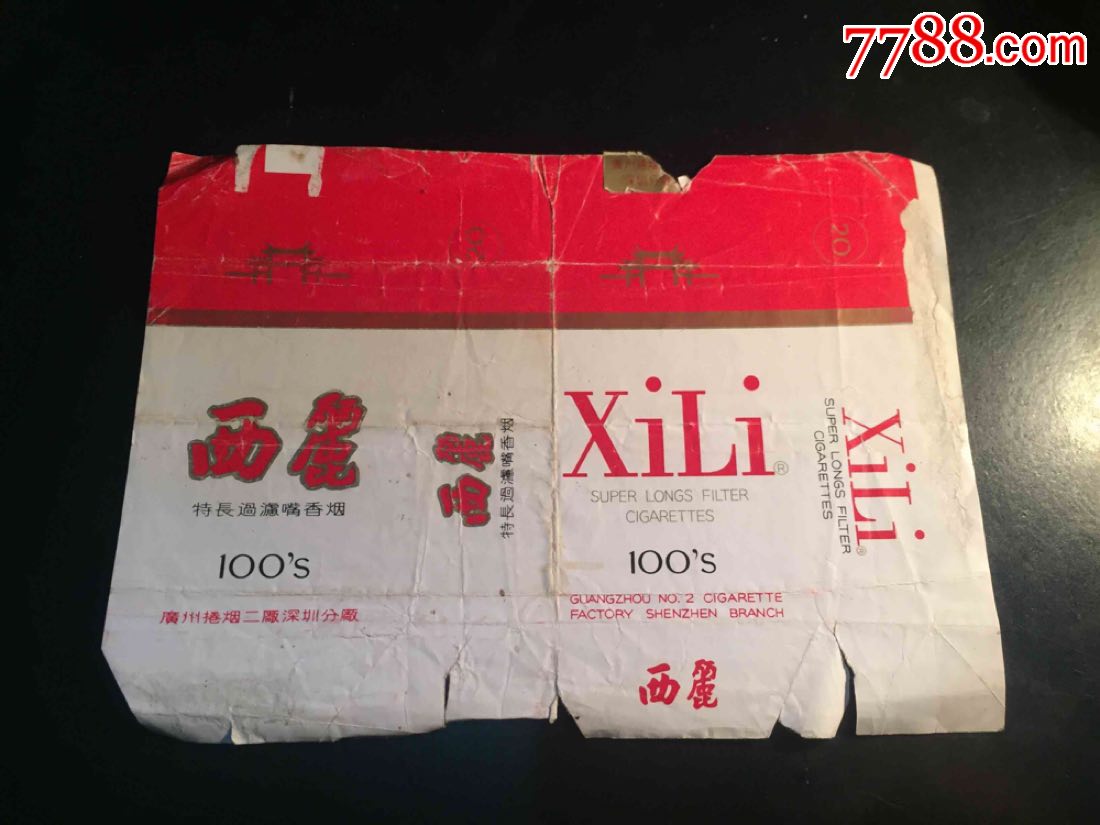 7788.com
20
20
西麗
特長過濾嘴香烟
100's
廣州捲烟二廠深圳分廠
西麗
特長過濾嘴香烟
XiLi®
SUPER LONGS FILTER
CIGARETTES
100's
GUANGZHOU NO. 2 CIGARETTE
FACTORY SHENZHEN BRANCH
西麗
XiLi®
SUPER LONGS FILTER
CIGARETTES